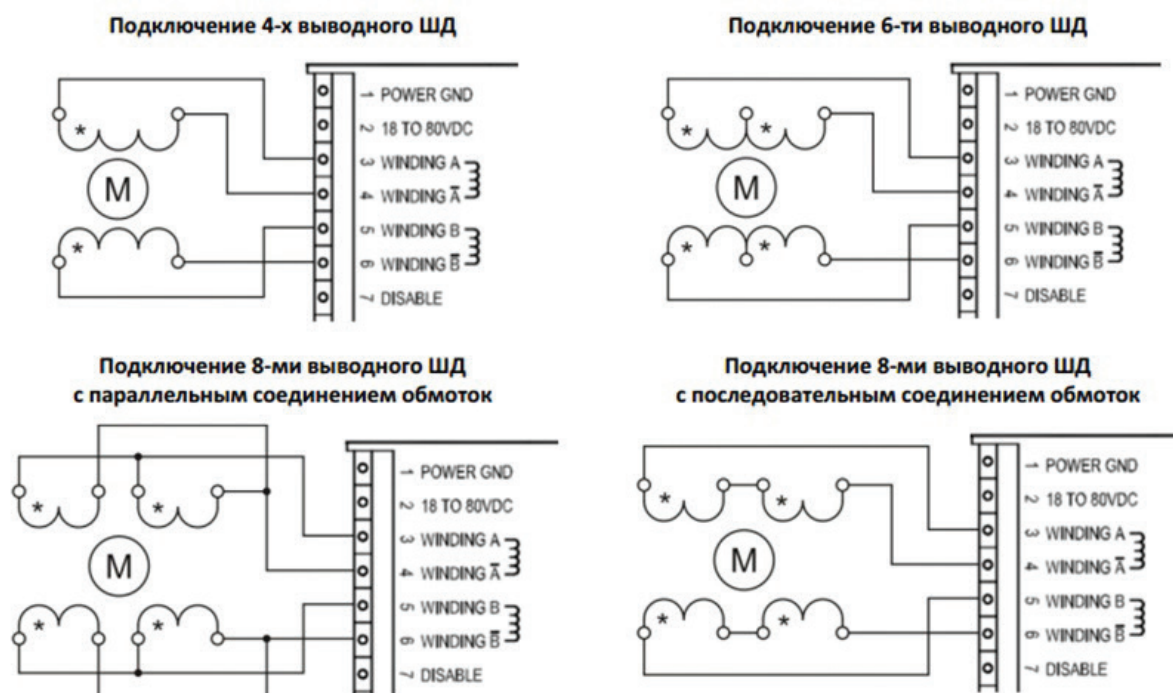 Подключение 4-х выводного ШД
1 POWER GND
2 18 TO 80VDC
3 WINDING A
4 WINDING A̅
5 WINDING B
6 WINDING B̅
7 DISABLE
*
M
*
Подключение 6-ти выводного ШД
1 POWER GND
2 18 TO 80VDC
3 WINDING A
4 WINDING A̅
5 WINDING B
6 WINDING B̅
7 DISABLE
* *
M
* *
Подключение 8-ми выводного ШД
с параллельным соединением обмоток
1 POWER GND
2 18 TO 80VDC
3 WINDING A
4 WINDING A̅
5 WINDING B
6 WINDING B̅
7 DISABLE
* *
M
* *
Подключение 8-ми выводного ШД
с последовательным соединением обмоток
1 POWER GND
2 18 TO 80VDC
3 WINDING A
4 WINDING A̅
5 WINDING B
6 WINDING B̅
7 DISABLE
* *
M
* *